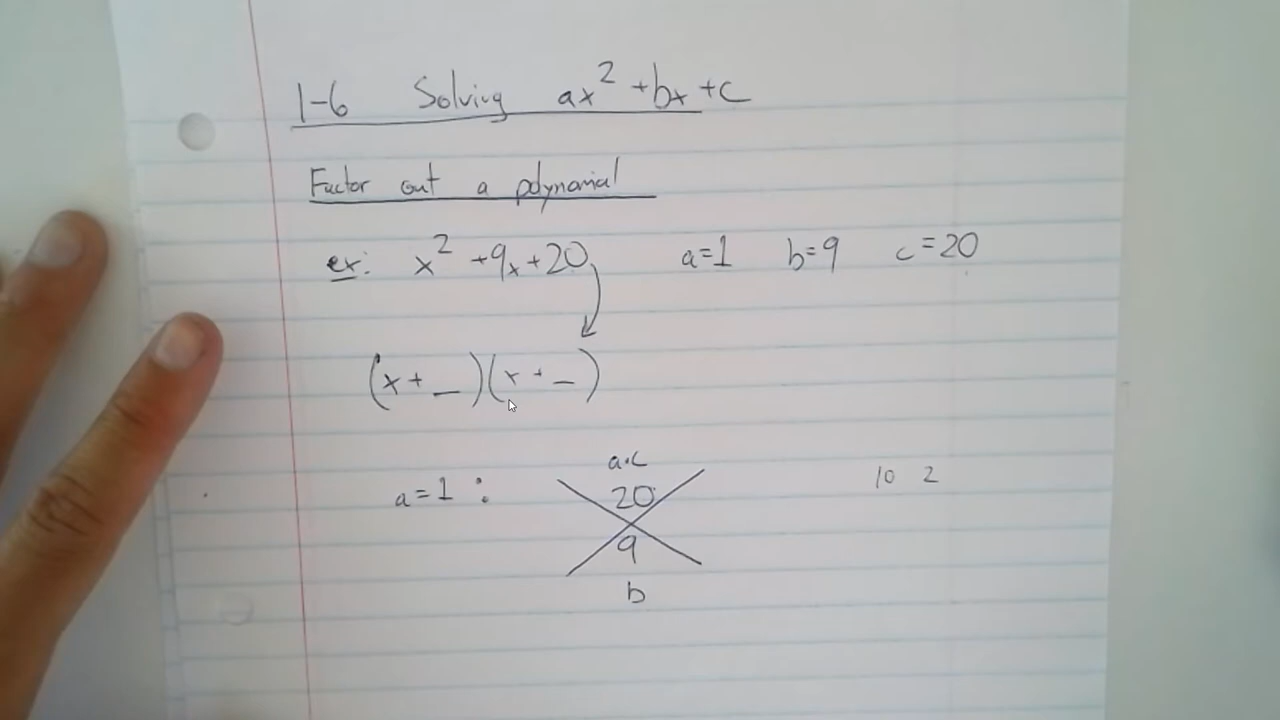 1-6 Solving ax² +bx +c
Factor out a polynomial
ex: x² +9x+20 a=1 b=9 c=20
(x + _)(x + _)
a·c
a=1 : 20 10 2
9
b